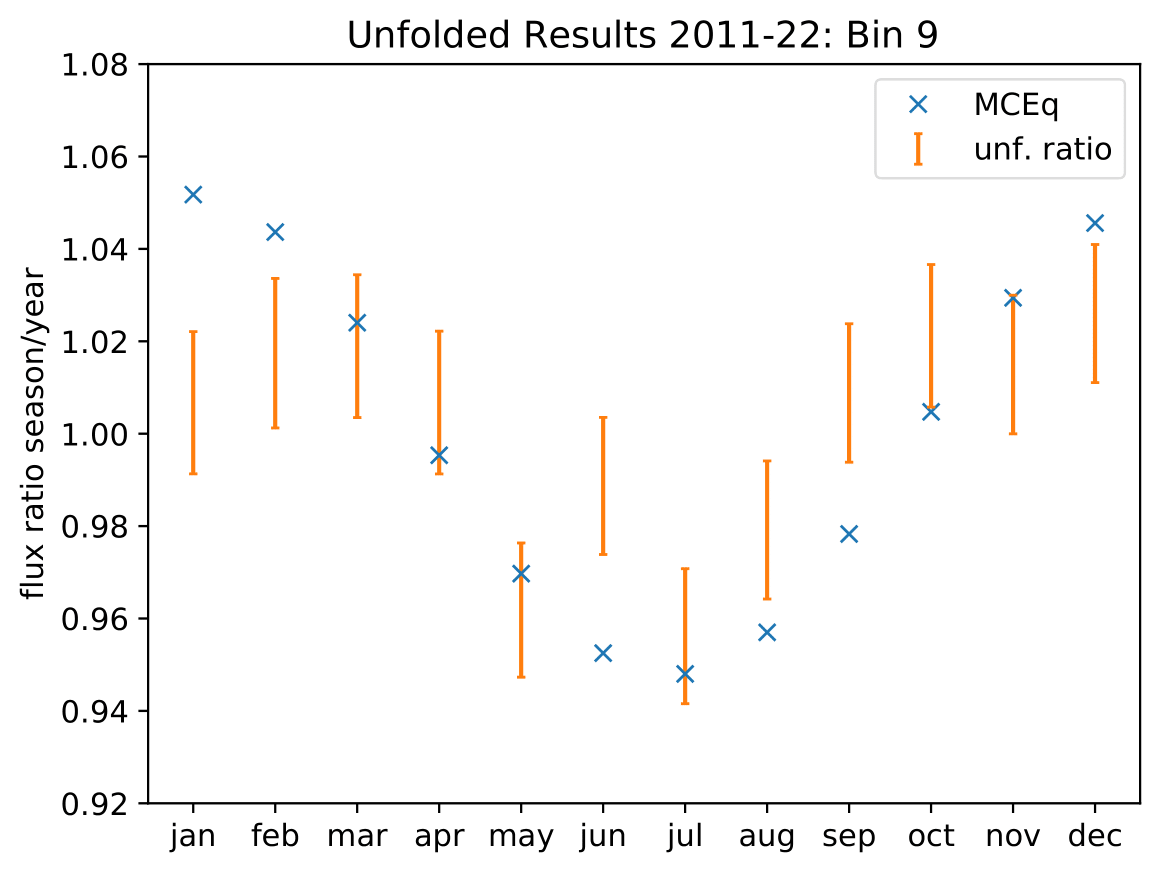 Unfolded Results 2011-22: Bin 9
MCEq
unf. ratio
flux ratio season/year
1.08
1.06
1.04
1.02
1.00
0.98
0.96
0.94
0.92
jan feb mar apr may jun jul aug sep oct nov dec